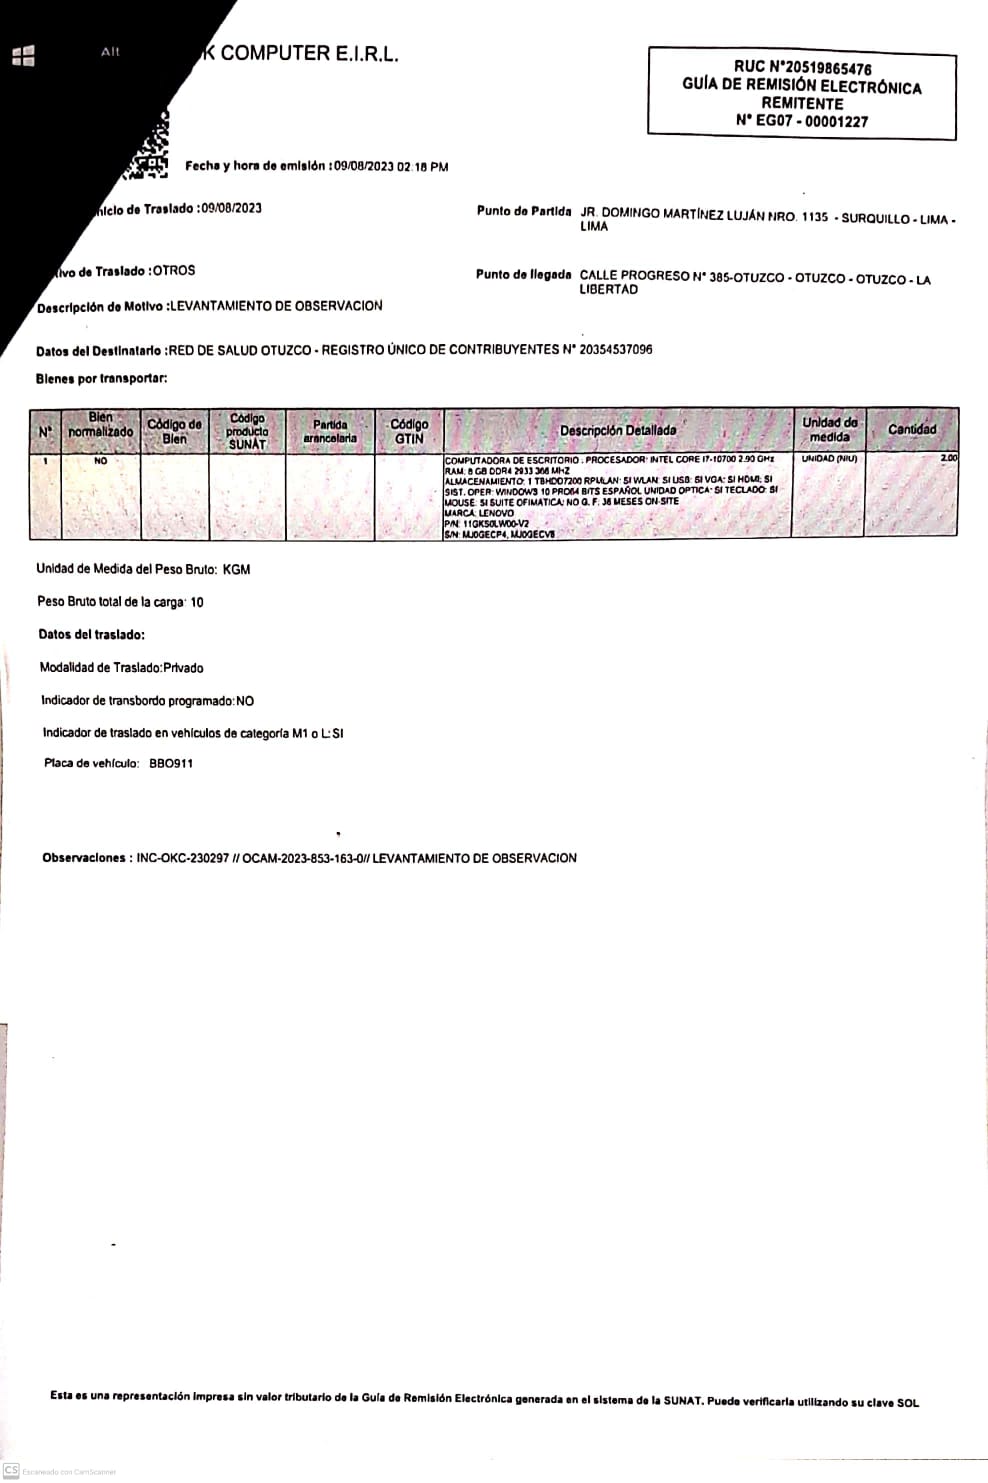 Alt
K COMPUTER E.I.R.L.
RUC N°20519865476
GUÍA DE REMISIÓN ELECTRÓNICA
REMITENTE
N° EG07 - 00001227
Fecha y hora de emisión :09/08/2023 02:18 PM
nicio de Traslado :09/08/2023
Punto de Partida JR. DOMINGO MARTÍNEZ LUJÁN NRO. 1135 - SURQUILLO - LIMA -
LIMA
tivo de Traslado :OTROS
Punto de llegada CALLE PROGRESO N° 385-OTUZCO - OTUZCO - OTUZCO - LA
LIBERTAD
Descripción de Motivo :LEVANTAMIENTO DE OBSERVACION
Datos del Destinatario :RED DE SALUD OTUZCO - REGISTRO ÚNICO DE CONTRIBUYENTES N° 20354537096
Bienes por transportar:
N° Bien normalizado Código de Bien Código producto SUNAT Partida arancelaria Código GTIN Descripción Detallada Unidad de medida Cantidad
1 NO COMPUTADORA DE ESCRITORIO . PROCESADOR: INTEL CORE I7-10700 2.90 GHz UNIDAD (NIU) 2.00
RAM: 8 GB DDR4 2933 MHZ
ALMACENAMIENTO: 1 TBHDD7200 RPMLAN: SI WLAN: SI USB: SI VGA: SI HDMI: SI
SIST. OPER: WINDOWS 10 PRO64 BITS ESPAÑOL UNIDAD OPTICA: SI TECLADO: SI
MOUSE: SI SUITE OFIMATICA: NO G. F: 36 MESES ON-SITE
MARCA: LENOVO
P/N: 11GKS0LW00-V2
S/N: MJ0GECP4, MJ0GECV8
Unidad de Medida del Peso Bruto: KGM
Peso Bruto total de la carga: 10
Datos del traslado:
Modalidad de Traslado:Privado
Indicador de transbordo programado:NO
Indicador de traslado en vehículos de categoría M1 o L:SI
Placa de vehículo: BBO911
Observaciones : INC-OKC-230297 // OCAM-2023-853-163-0// LEVANTAMIENTO DE OBSERVACION
Esta es una representación impresa sin valor tributario de la Guía de Remisión Electrónica generada en el sistema de la SUNAT. Puede verificarla utilizando su clave SOL
CS Escaneado con CamScanner